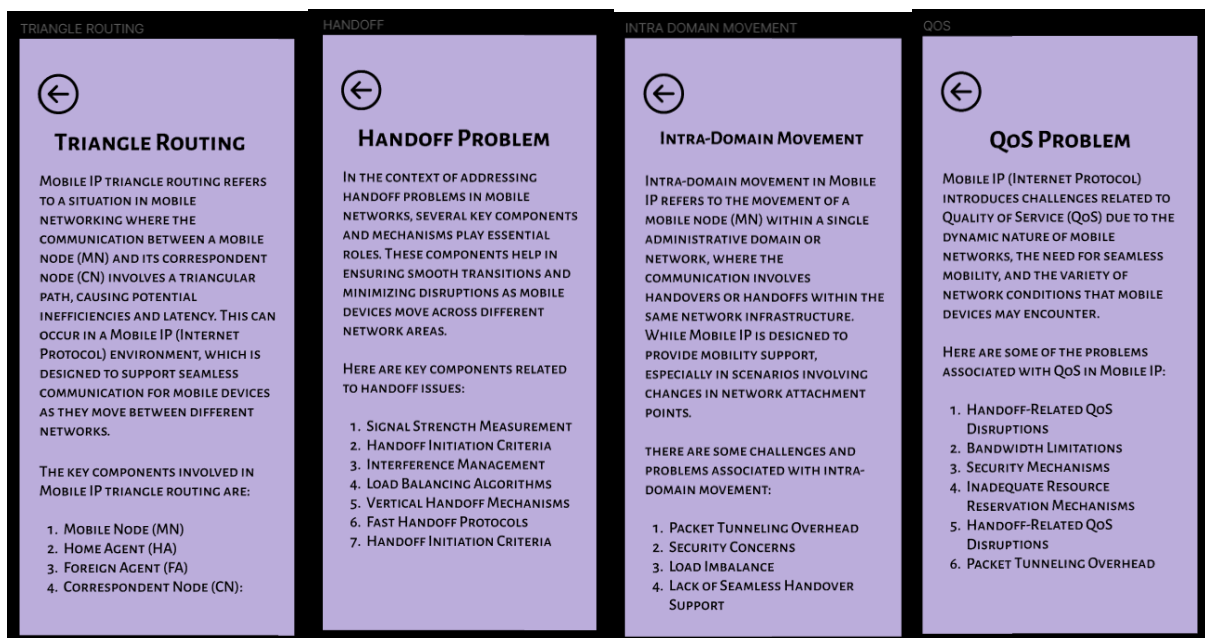 TRIANGLE ROUTING
TRIANGLE ROUTING
MOBILE IP TRIANGLE ROUTING REFERS
TO A SITUATION IN MOBILE
NETWORKING WHERE THE
COMMUNICATION BETWEEN A MOBILE
NODE (MN) AND ITS CORRESPONDENT
NODE (CN) INVOLVES A TRIANGULAR
PATH, CAUSING POTENTIAL
INEFFICIENCIES AND LATENCY. THIS CAN
OCCUR IN A MOBILE IP (INTERNET
PROTOCOL) ENVIRONMENT, WHICH IS
DESIGNED TO SUPPORT SEAMLESS
COMMUNICATION FOR MOBILE DEVICES
AS THEY MOVE BETWEEN DIFFERENT
NETWORKS.
THE KEY COMPONENTS INVOLVED IN
MOBILE IP TRIANGLE ROUTING ARE:
1. MOBILE NODE (MN)
2. HOME AGENT (HA)
3. FOREIGN AGENT (FA)
4. CORRESPONDENT NODE (CN):
HANDOFF
HANDOFF PROBLEM
IN THE CONTEXT OF ADDRESSING
HANDOFF PROBLEMS IN MOBILE
NETWORKS, SEVERAL KEY COMPONENTS
AND MECHANISMS PLAY ESSENTIAL
ROLES. THESE COMPONENTS HELP IN
ENSURING SMOOTH TRANSITIONS AND
MINIMIZING DISRUPTIONS AS MOBILE
DEVICES MOVE ACROSS DIFFERENT
NETWORK AREAS.
HERE ARE KEY COMPONENTS RELATED
TO HANDOFF ISSUES:
1. SIGNAL STRENGTH MEASUREMENT
2. HANDOFF INITIATION CRITERIA
3. INTERFERENCE MANAGEMENT
4. LOAD BALANCING ALGORITHMS
5. VERTICAL HANDOFF MECHANISMS
6. FAST HANDOFF PROTOCOLS
7. HANDOFF INITIATION CRITERIA
INTRA DOMAIN MOVEMENT
INTRA-DOMAIN MOVEMENT
INTRA-DOMAIN MOVEMENT IN MOBILE
IP REFERS TO THE MOVEMENT OF A
MOBILE NODE (MN) WITHIN A SINGLE
ADMINISTRATIVE DOMAIN OR
NETWORK, WHERE THE
COMMUNICATION INVOLVES
HANDOVERS OR HANDOFFS WITHIN THE
SAME NETWORK INFRASTRUCTURE.
WHILE MOBILE IP IS DESIGNED TO
PROVIDE MOBILITY SUPPORT,
ESPECIALLY IN SCENARIOS INVOLVING
CHANGES IN NETWORK ATTACHMENT
POINTS.
THERE ARE SOME CHALLENGES AND
PROBLEMS ASSOCIATED WITH INTRA-
DOMAIN MOVEMENT:
1. PACKET TUNNELING OVERHEAD
2. SECURITY CONCERNS
3. LOAD IMBALANCE
4. LACK OF SEAMLESS HANDOVER
SUPPORT
QOS
QOS PROBLEM
MOBILE IP (INTERNET PROTOCOL)
INTRODUCES CHALLENGES RELATED TO
QUALITY OF SERVICE (QOS) DUE TO THE
DYNAMIC NATURE OF MOBILE
NETWORKS, THE NEED FOR SEAMLESS
MOBILITY, AND THE VARIETY OF
NETWORK CONDITIONS THAT MOBILE
DEVICES MAY ENCOUNTER.
HERE ARE SOME OF THE PROBLEMS
ASSOCIATED WITH QOS IN MOBILE IP:
1. HANDOFF-RELATED QOS
DISRUPTIONS
2. BANDWIDTH LIMITATIONS
3. SECURITY MECHANISMS
4. INADEQUATE RESOURCE
RESERVATION MECHANISMS
5. HANDOFF-RELATED QOS
DISRUPTIONS
6. PACKET TUNNELING OVERHEAD